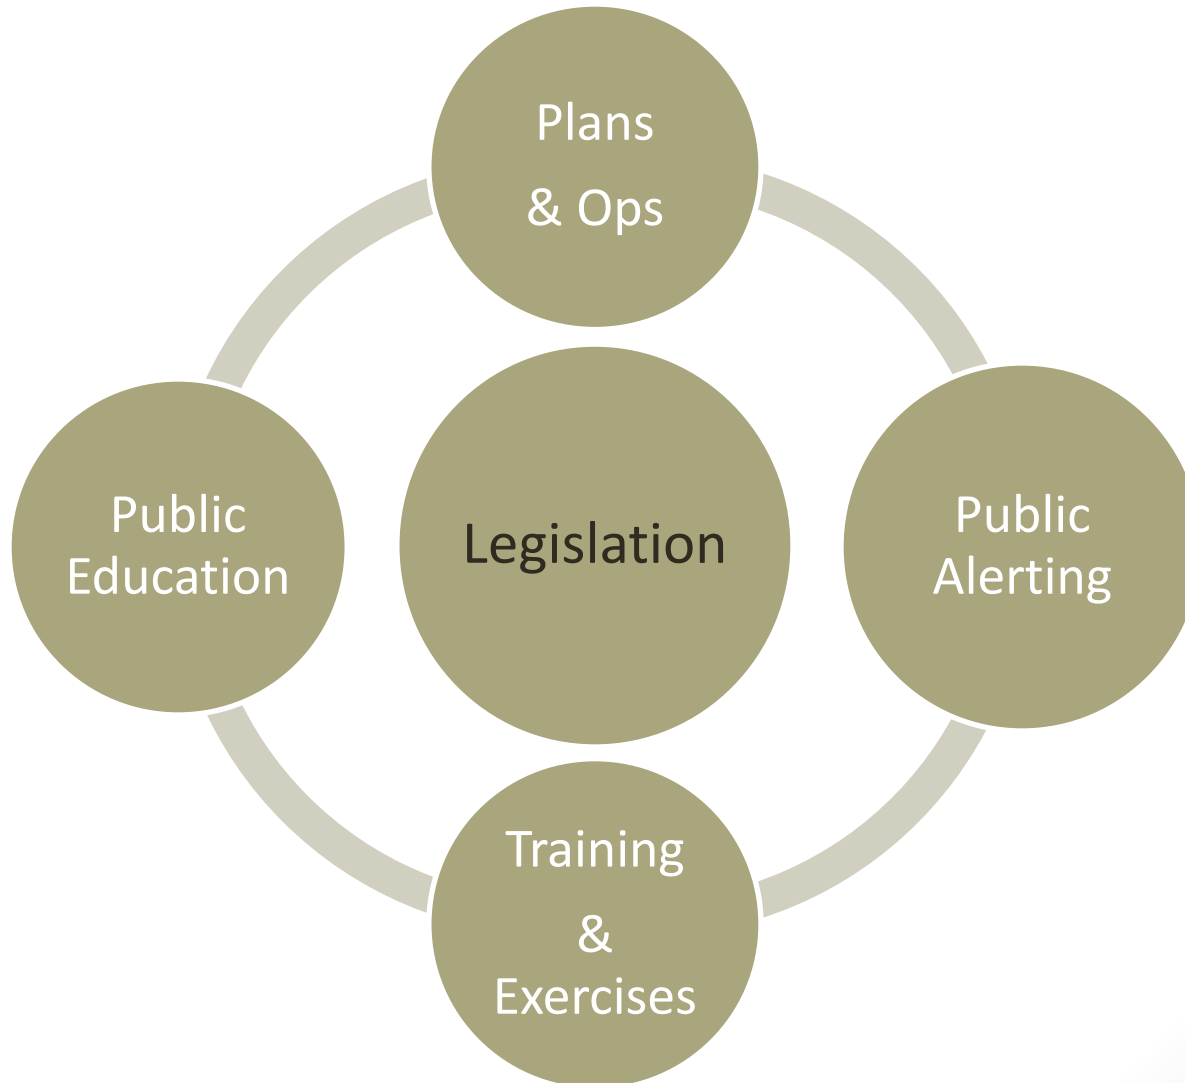 Plans
& Ops
Public
Education
Legislation
Public
Alerting
Training
&
Exercises